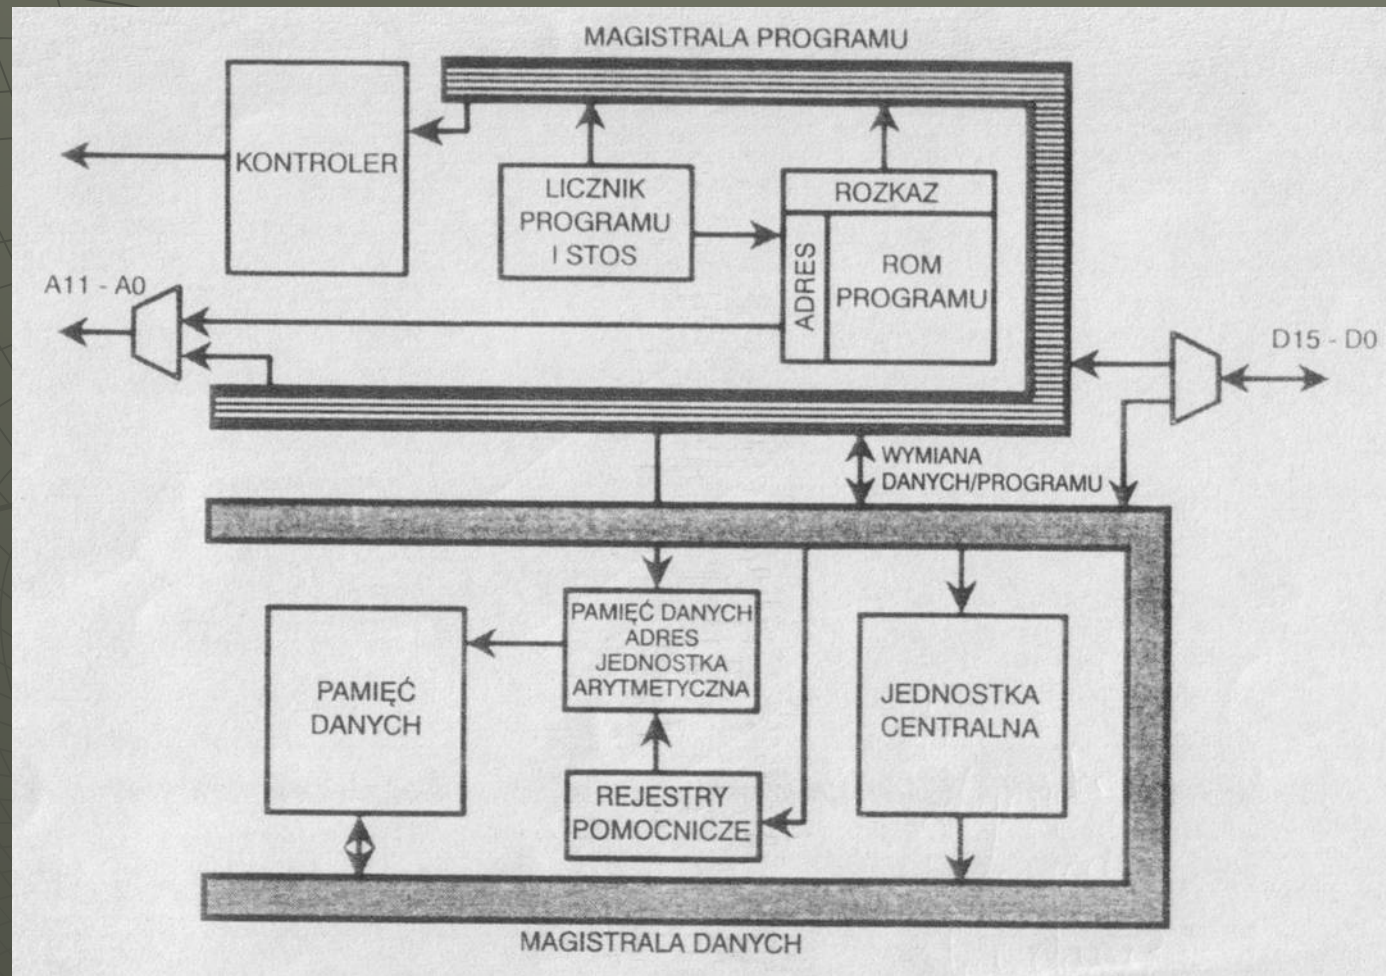 MAGISTRALA PROGRAMU
KONTROLER
LICZNIK
PROGRAMU
I STOS
ROZKAZ
ADRES
ROM
PROGRAMU
A11 - A0
D15 - D0
WYMIANA
DANYCH/PROGRAMU
PAMIĘĆ DANYCH
ADRES
JEDNOSTKA
ARYTMETYCZNA
PAMIĘĆ
DANYCH
JEDNOSTKA
CENTRALNA
REJESTRY
POMOCNICZE
MAGISTRALA DANYCH